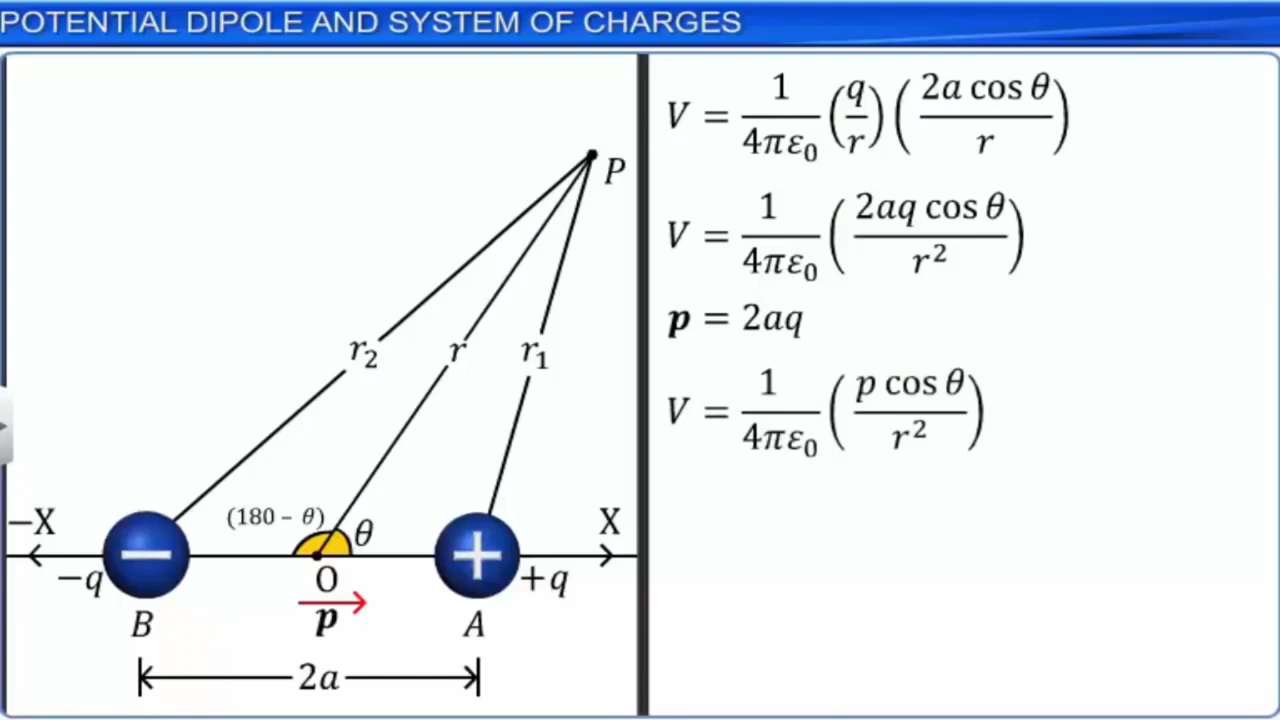 POTENTIAL DIPOLE AND SYSTEM OF CHARGES
P
r₂ r r₁
(180 – θ) θ
−X X
−q O +q
B p A
2a
V = 1/4πε₀ (q/r) (2a cos θ/r)
V = 1/4πε₀ (2aq cos θ/r²)
p = 2aq
V = 1/4πε₀ (p cos θ/r²)